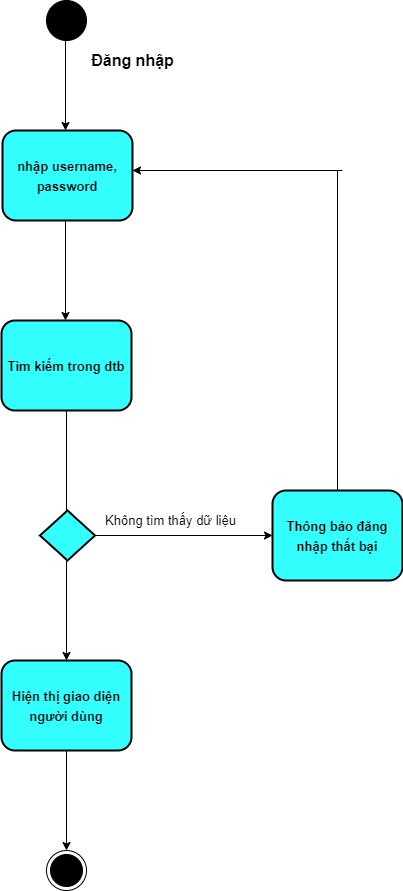 Đăng nhập
nhập username,
password
Tìm kiếm trong dtb
Không tìm thấy dữ liệu
Thông báo đăng
nhập thất bại
Hiện thị giao diện
người dùng